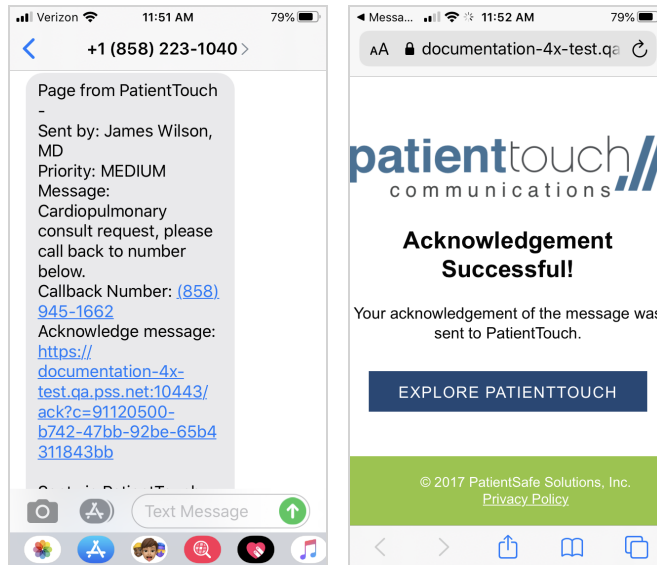 Verizon 11:51 AM 79%
+1 (858) 223-1040 >
Page from PatientTouch
-
Sent by: James Wilson,
MD
Priority: MEDIUM
Message:
Cardiopulmonary
consult request, please
call back to number
below.
Callback Number: (858)
945-1662
Acknowledge message:
https://
documentation-4x-
test.qa.pss.net:10443/
ack?c=91120500-
b742-47bb-92be-65b4
311843bb
Text Message
Messa... 11:52 AM 79%
AA documentation-4x-test.qa
patienttouch
communications
Acknowledgement
Successful!
Your acknowledgement of the message was
sent to PatientTouch.
EXPLORE PATIENTTOUCH
© 2017 PatientSafe Solutions, Inc.
Privacy Policy